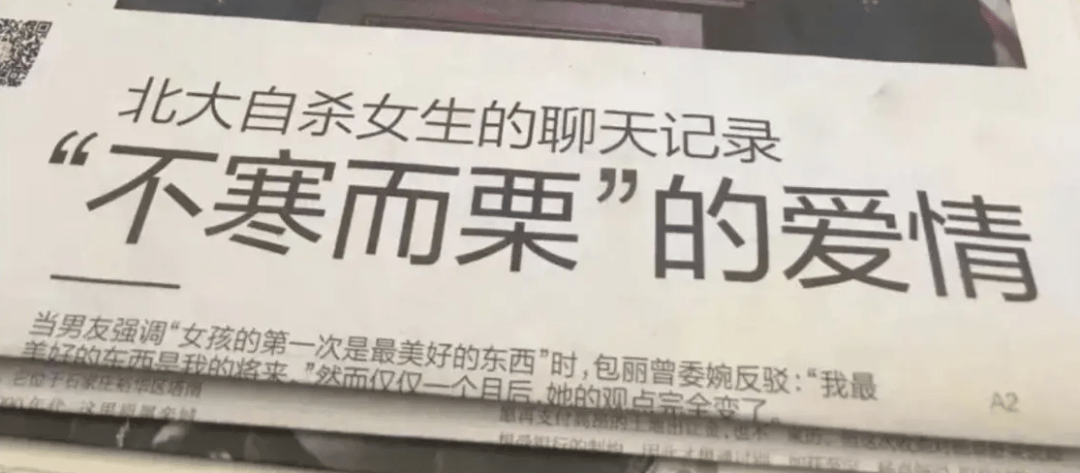 北大自杀女生的聊天记录
“不寒而栗”的爱情
当男友强调“女孩的第一次是最美好的东西”时，包丽曾委婉反驳：“我最
美好的东西是我的将来。”然而仅仅一个月后，她的观点完全变了。
A2